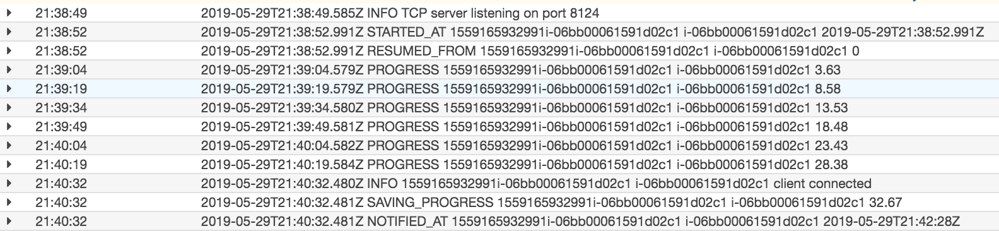 21:38:49 2019-05-29T21:38:49.585Z INFO TCP server listening on port 8124
21:38:52 2019-05-29T21:38:52.991Z STARTED_AT 1559165932991i-06bb00061591d02c1 i-06bb00061591d02c1 2019-05-29T21:38:52.991Z
21:38:52 2019-05-29T21:38:52.991Z RESUMED_FROM 1559165932991i-06bb00061591d02c1 i-06bb00061591d02c1 0
21:39:04 2019-05-29T21:39:04.579Z PROGRESS 1559165932991i-06bb00061591d02c1 i-06bb00061591d02c1 3.63
21:39:19 2019-05-29T21:39:19.579Z PROGRESS 1559165932991i-06bb00061591d02c1 i-06bb00061591d02c1 8.58
21:39:34 2019-05-29T21:39:34.580Z PROGRESS 1559165932991i-06bb00061591d02c1 i-06bb00061591d02c1 13.53
21:39:49 2019-05-29T21:39:49.581Z PROGRESS 1559165932991i-06bb00061591d02c1 i-06bb00061591d02c1 18.48
21:40:04 2019-05-29T21:40:04.582Z PROGRESS 1559165932991i-06bb00061591d02c1 i-06bb00061591d02c1 23.43
21:40:19 2019-05-29T21:40:19.584Z PROGRESS 1559165932991i-06bb00061591d02c1 i-06bb00061591d02c1 28.38
21:40:32 2019-05-29T21:40:32.480Z INFO 1559165932991i-06bb00061591d02c1 i-06bb00061591d02c1 client connected
21:40:32 2019-05-29T21:40:32.481Z SAVING_PROGRESS 1559165932991i-06bb00061591d02c1 i-06bb00061591d02c1 32.67
21:40:32 2019-05-29T21:40:32.481Z NOTIFIED_AT 1559165932991i-06bb00061591d02c1 i-06bb00061591d02c1 2019-05-29T21:42:28Z